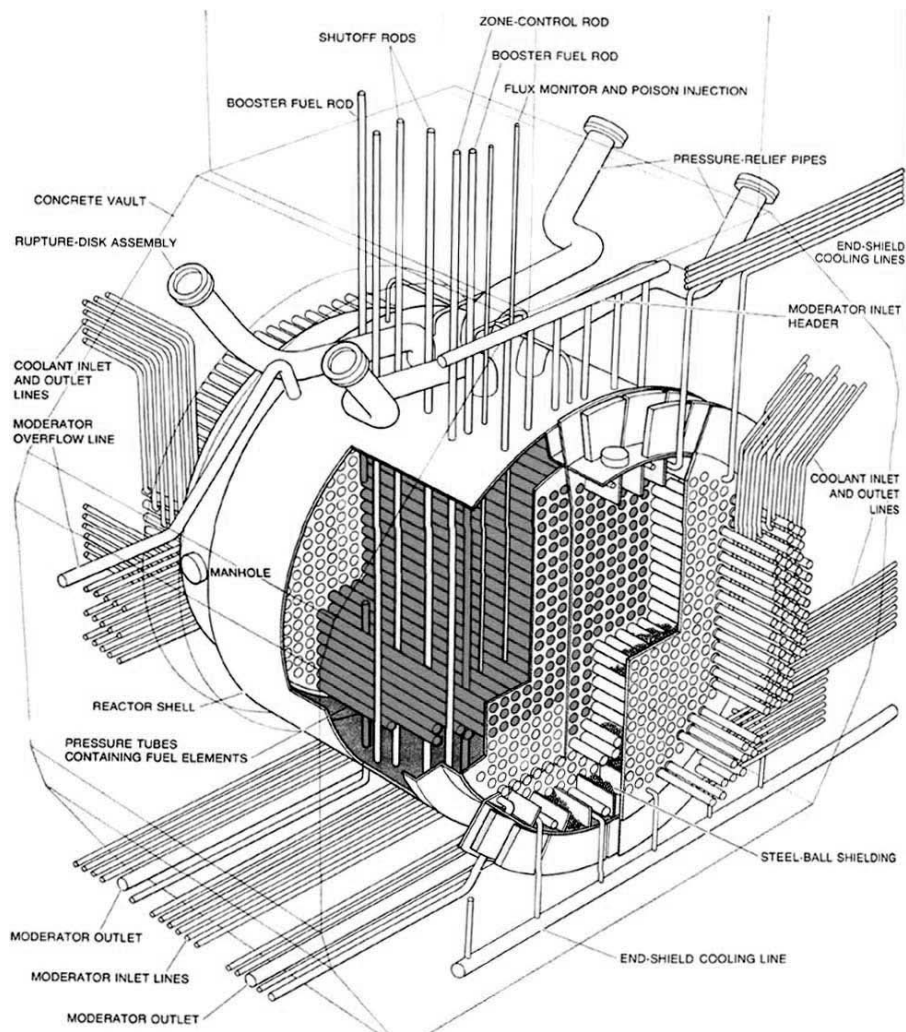 ZONE-CONTROL ROD
SHUTOFF RODS
BOOSTER FUEL ROD
BOOSTER FUEL ROD
FLUX MONITOR AND POISON INJECTION
PRESSURE-RELIEF PIPES
CONCRETE VAULT
RUPTURE-DISK ASSEMBLY
END-SHIELD
COOLING LINES
MODERATOR INLET
HEADER
COOLANT INLET
AND OUTLET
LINES
MODERATOR
OVERFLOW LINE
COOLANT INLET
AND OUTLET
LINES
MANHOLE
REACTOR SHELL
PRESSURE TUBES
CONTAINING FUEL ELEMENTS
STEEL-BALL SHIELDING
MODERATOR OUTLET
END-SHIELD COOLING LINE
MODERATOR INLET LINES
MODERATOR OUTLET